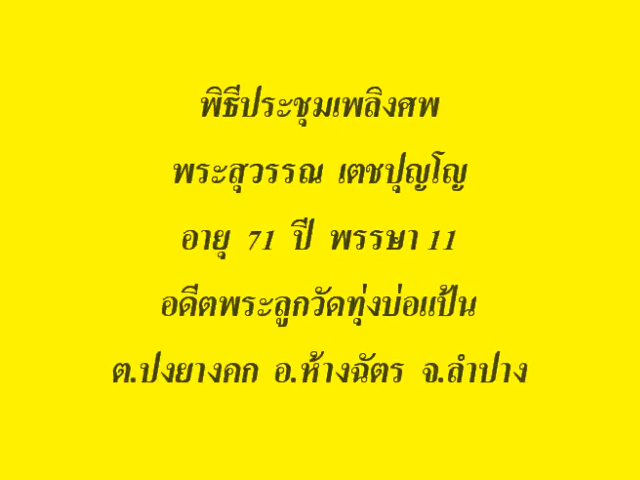 พิธีประชุมเพลิงศพ
พระสุวรรณ เตชปุญโญ
อายุ 71 ปี พรรษา 11
อดีตพระลูกวัดทุ่งบ่อแป้น
ต.ปงยางคก อ.ห้างฉัตร จ.ลำปาง